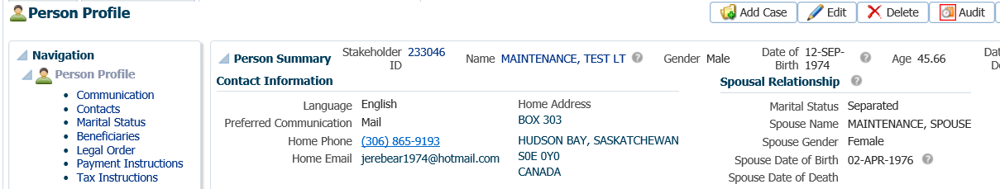 Person Profile
Add Case
Edit
Delete
Audit
Navigation
Person Profile
Communication
Contacts
Marital Status
Beneficiaries
Legal Order
Payment Instructions
Tax Instructions
Person Summary Stakeholder ID 233046 Name MAINTENANCE, TEST LT Gender Male Date of Birth 12-SEP-1974 Age 45.66
Contact Information
Language English
Preferred Communication Mail
Home Phone (306) 865-9193
Home Email jerebear1974@hotmail.com
Home Address
BOX 303
HUDSON BAY, SASKATCHEWAN
S0E 0Y0
CANADA
Spousal Relationship
Marital Status Separated
Spouse Name MAINTENANCE, SPOUSE
Spouse Gender Female
Spouse Date of Birth 02-APR-1976
Spouse Date of Death